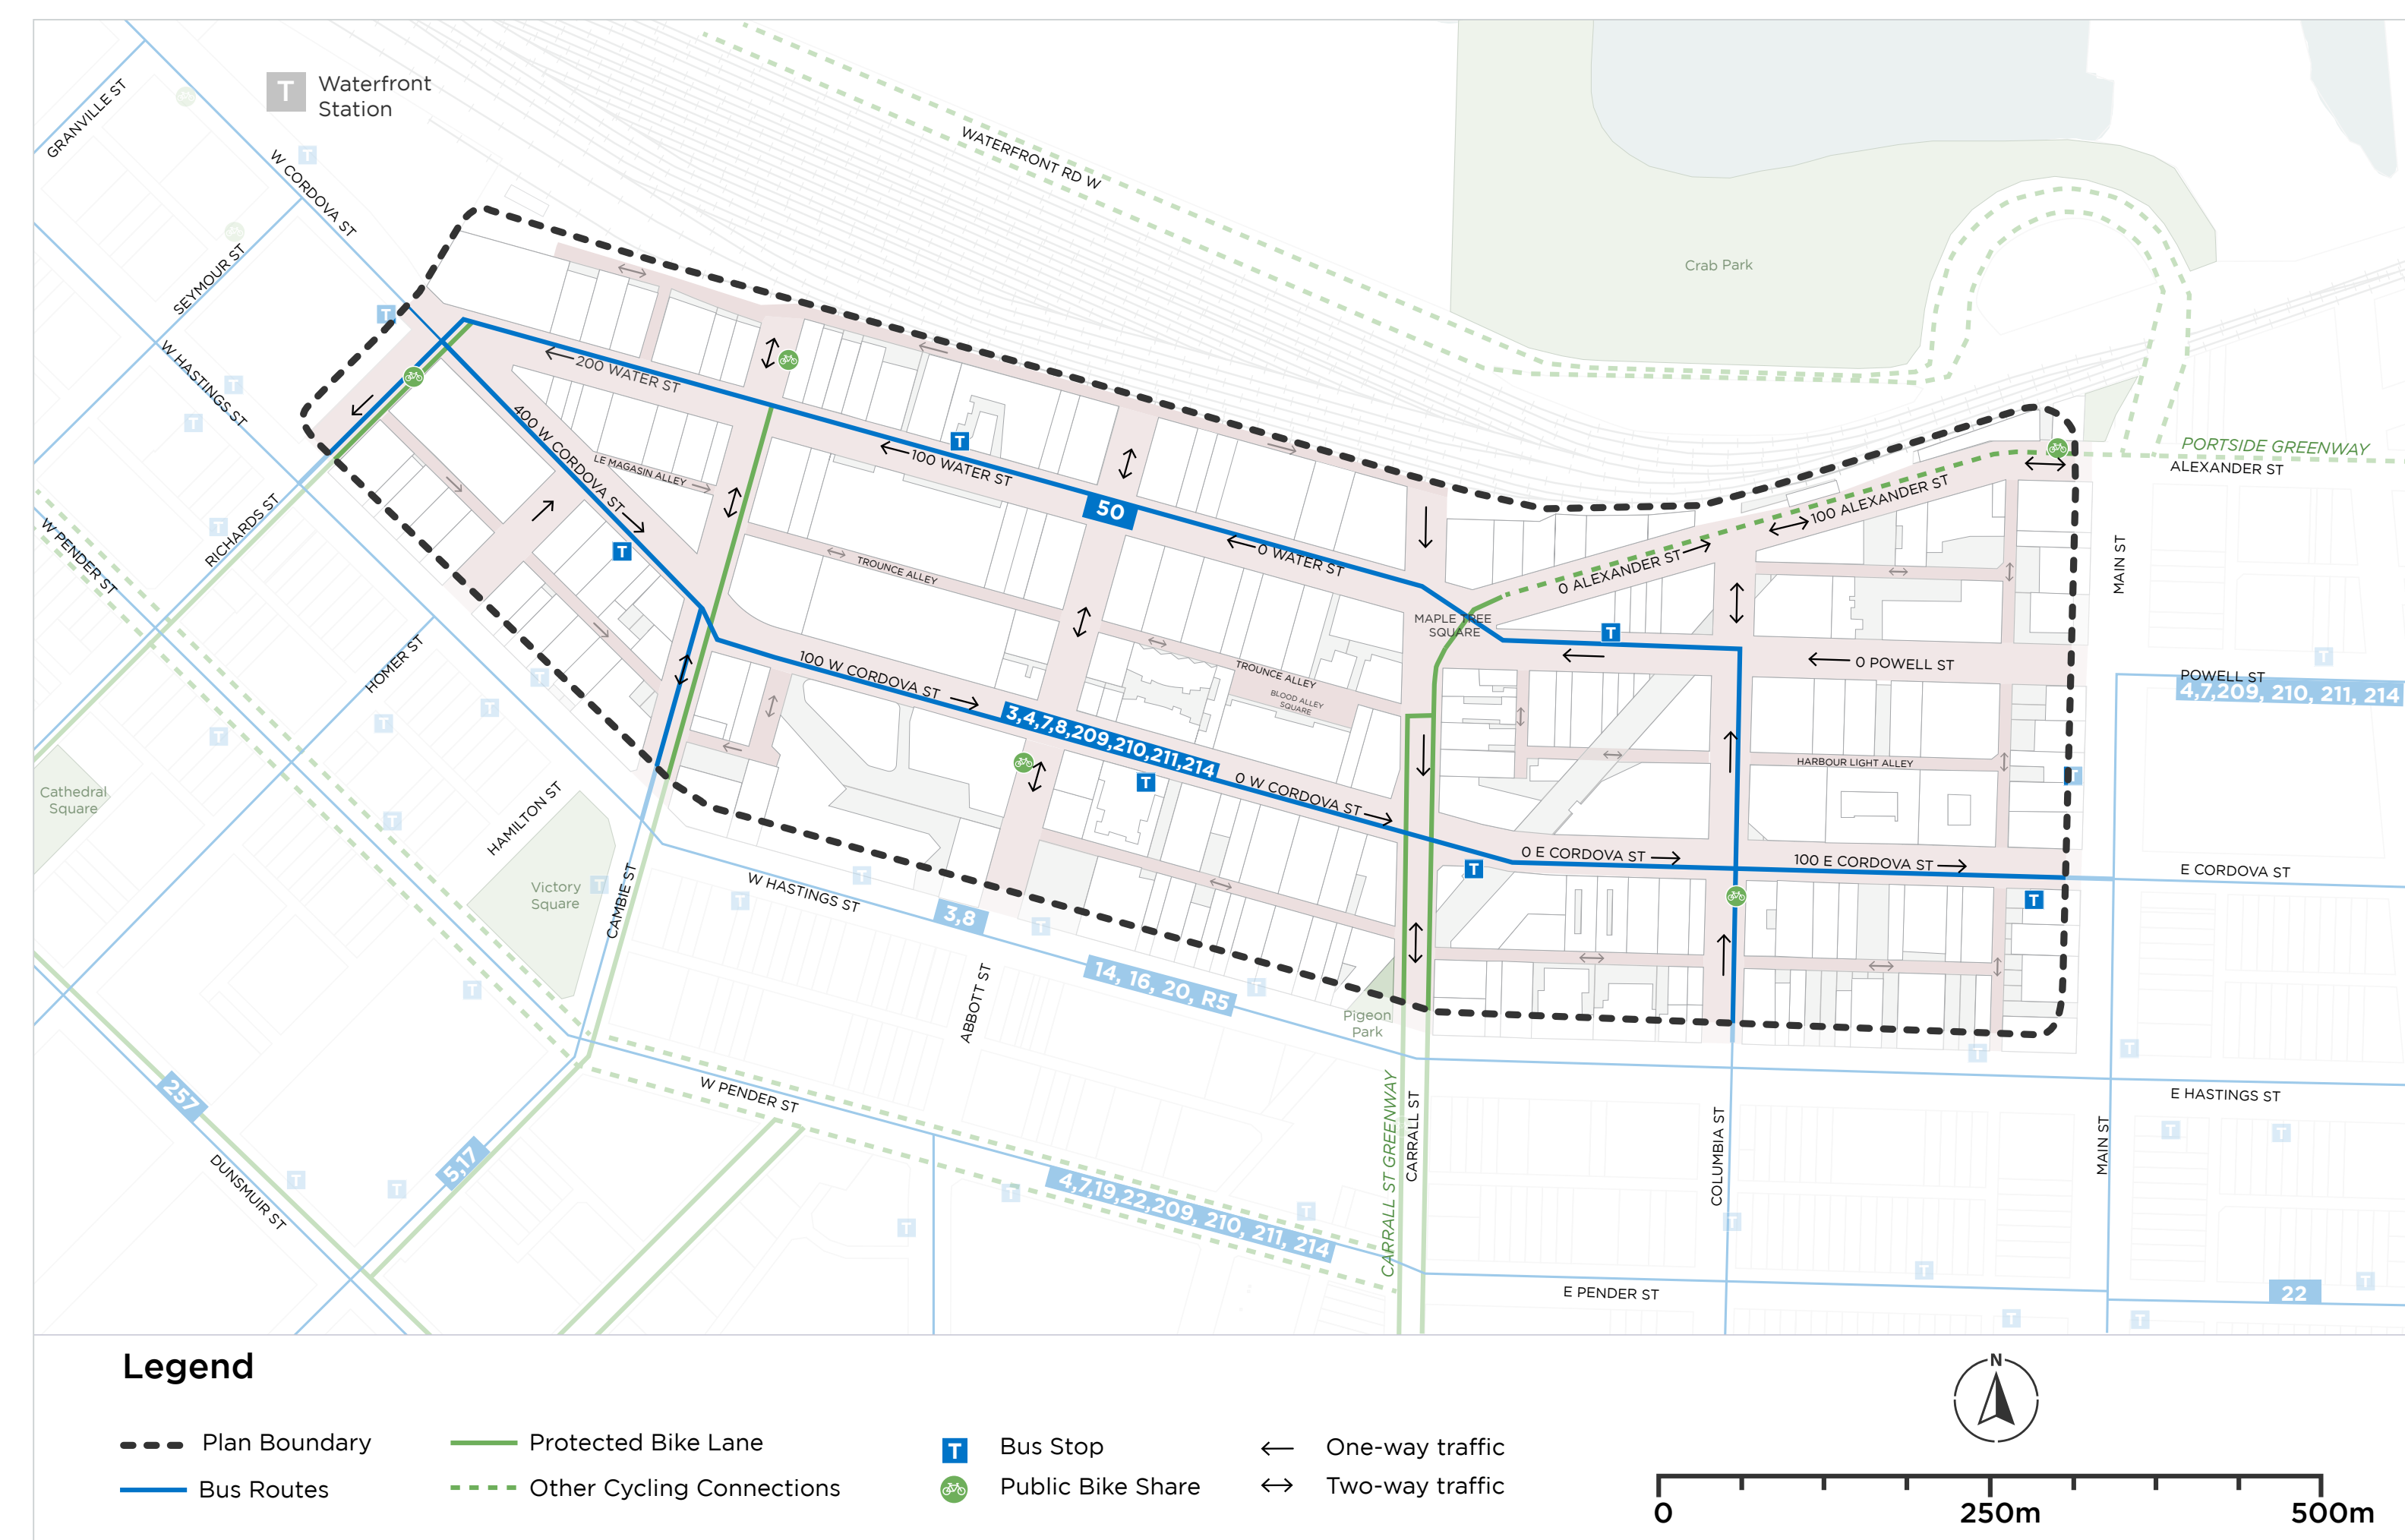 T
Waterfront
Station
GRANVILLE ST
W CORDOVA ST
WATERFRONT RD W
SEYMOUR ST
Crab Park
W HASTINGS ST
200 WATER ST
400 W CORDOVA ST
LE MAGASIN ALLEY
T
100 WATER ST
50
0 WATER ST
PORTSIDE GREENWAY
ALEXANDER ST
100 ALEXANDER ST
0 ALEXANDER ST
MAIN ST
W PENDER ST
RICHARDS ST
T
TROUNCE ALLEY
MAPLE TREE
SQUARE
T
HOMER ST
100 W CORDOVA ST
TROUNCE ALLEY
BLOOD ALLEY
SQUARE
0 POWELL ST
POWELL ST
4,7,209, 210, 211, 214
3,4,7,8,209,210,211,214
T
0 W CORDOVA ST
HARBOUR LIGHT ALLEY
T
Cathedral
Square
HAMILTON ST
Victory
Square
CAMBIE ST
W HASTINGS ST
3,8
T
0 E CORDOVA ST
100 E CORDOVA ST
E CORDOVA ST
T
ABBOTT ST
14, 16, 20, R5
Pigeon
Park
257
W PENDER ST
5,17
DUNSMUIR ST
4,7,19,22,209, 210, 211, 214
CARRALL ST GREENWAY
CARRALL ST
COLUMBIA ST
MAIN ST
E HASTINGS ST
E PENDER ST
22
Legend
Plan Boundary
Bus Routes
Protected Bike Lane
Other Cycling Connections
T
Bus Stop
Public Bike Share
One-way traffic
Two-way traffic
N
0
250m
500m